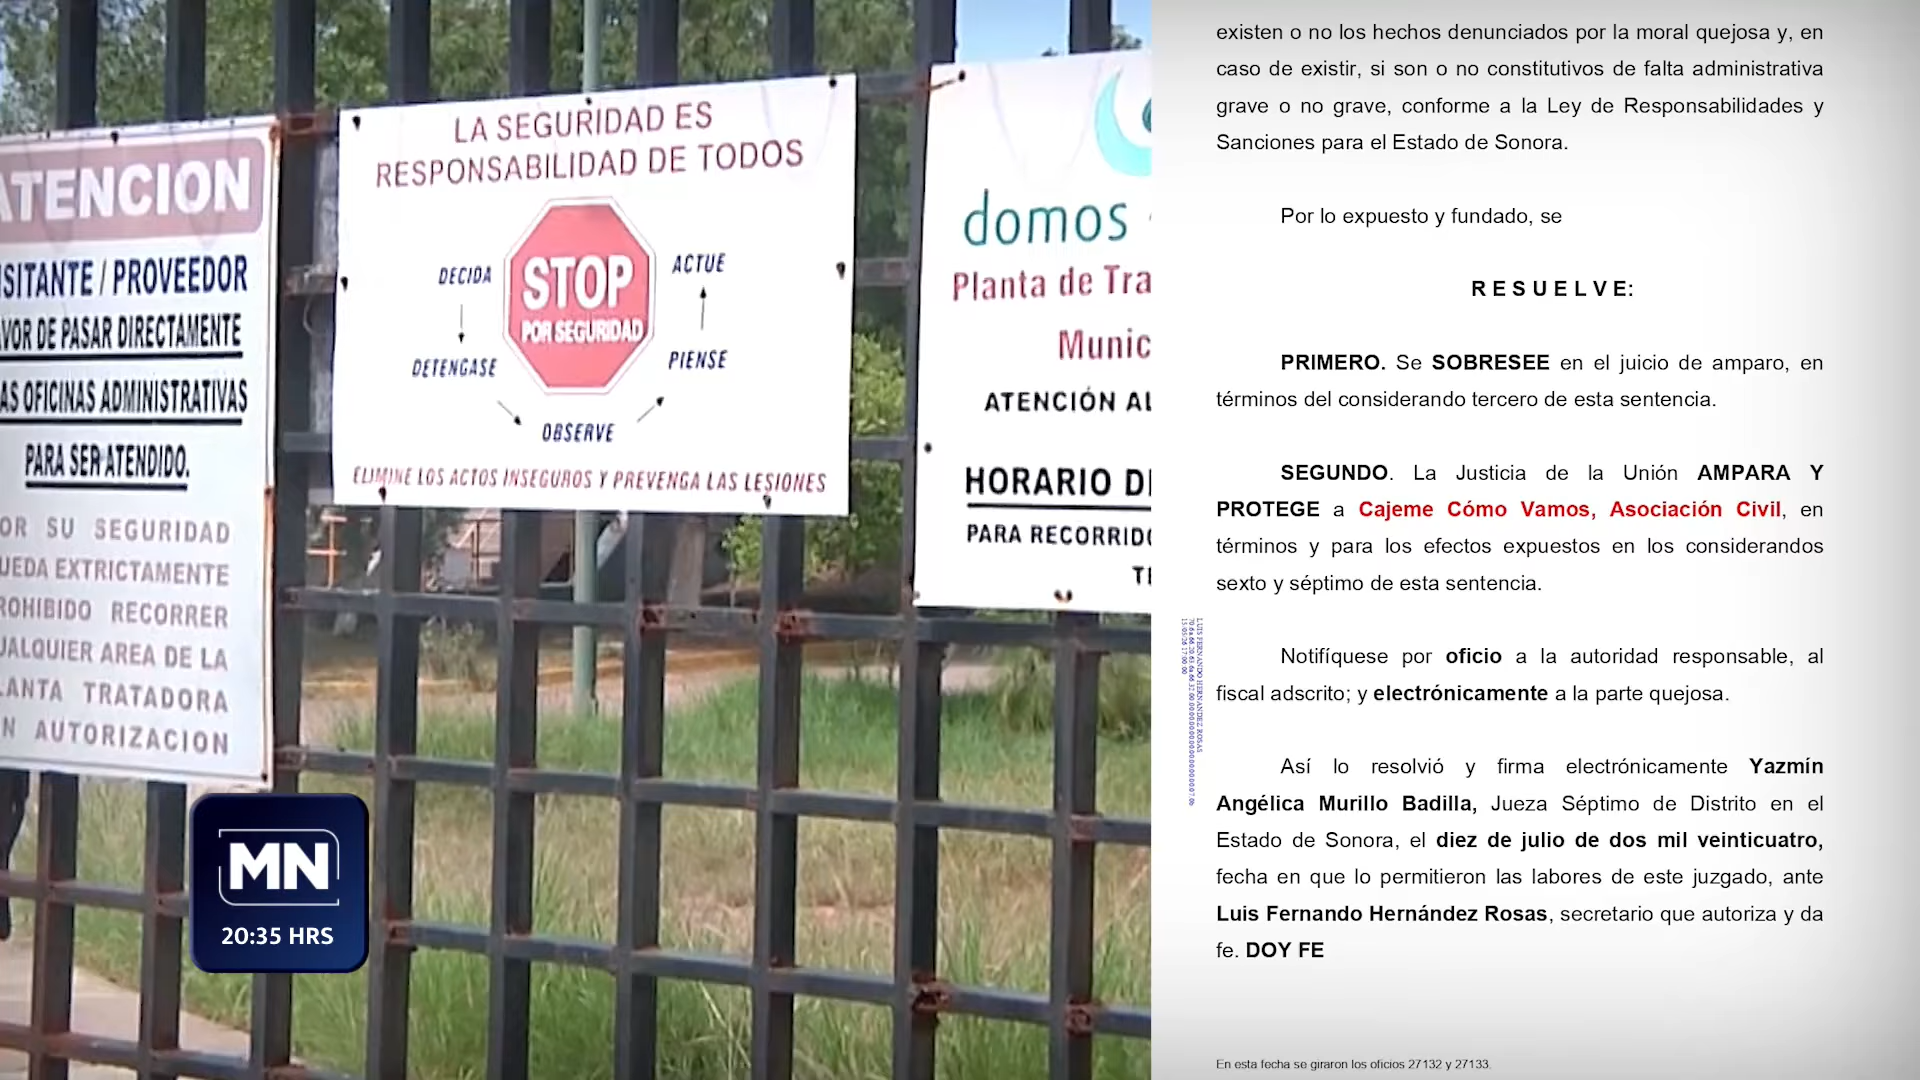 ATENCION
ISITANTE / PROVEEDOR
VOR DE PASAR DIRECTAMENTE
AS OFICINAS ADMINISTRATIVAS
PARA SER ATENDIDO.
OR SU SEGURIDAD
UEDA EXTRICTAMENTE
ROHIBIDO RECORRER
UALQUIER AREA DE LA
LANTA TRATADORA
N AUTORIZACION
LA SEGURIDAD ES
RESPONSABILIDAD DE TODOS
DECIDA
STOP
POR SEGURIDAD
ACTUE
DETENGASE
PIENSE
OBSERVE
ELIMINE LOS ACTOS INSEGUROS Y PREVENGA LAS LESIONES
domos
Planta de Tra
Munic
ATENCIÓN AL
HORARIO DE
PARA RECORRIDO
TE
MN
20:35 HRS
existen o no los hechos denunciados por la moral quejosa y, en
caso de existir, si son o no constitutivos de falta administrativa
grave o no grave, conforme a la Ley de Responsabilidades y
Sanciones para el Estado de Sonora.
Por lo expuesto y fundado, se
R E S U E L V E:
PRIMERO. Se SOBRESEE en el juicio de amparo, en
términos del considerando tercero de esta sentencia.
SEGUNDO. La Justicia de la Unión AMPARA Y
PROTEGE a Cajeme Cómo Vamos, Asociación Civil, en
términos y para los efectos expuestos en los considerandos
sexto y séptimo de esta sentencia.
Notifíquese por oficio a la autoridad responsable, al
fiscal adscrito; y electrónicamente a la parte quejosa.
Así lo resolvió y firma electrónicamente Yazmín
Angélica Murillo Badilla, Jueza Séptimo de Distrito en el
Estado de Sonora, el diez de julio de dos mil veinticuatro,
fecha en que lo permitieron las labores de este juzgado, ante
Luis Fernando Hernández Rosas, secretario que autoriza y da
fe. DOY FE
En esta fecha se giraron los oficios 27132 y 27133.
LUIS FERNANDO HERNANDEZ ROSAS